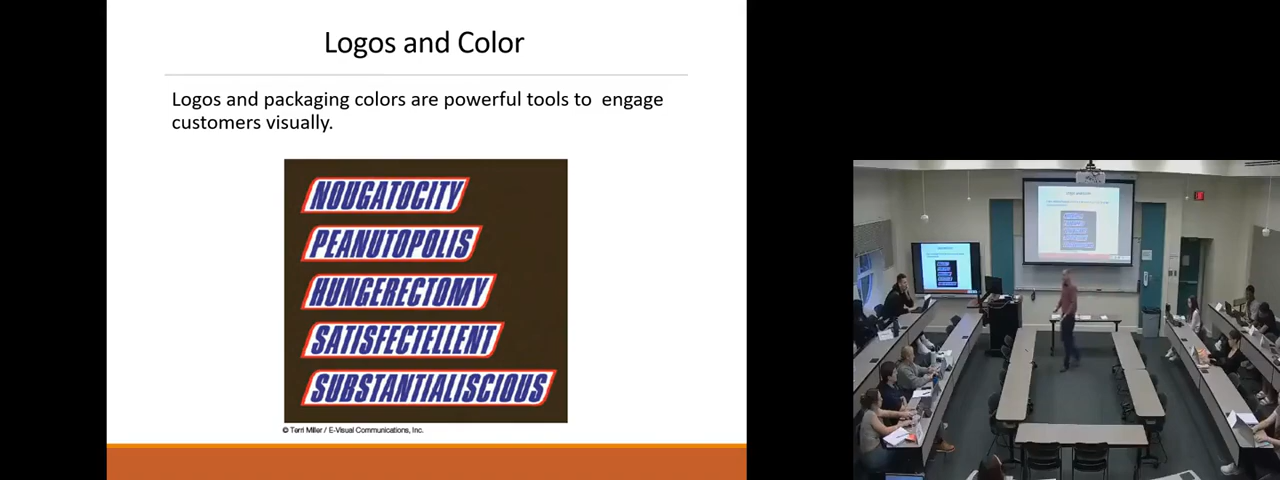 Logos and Color
Logos and packaging colors are powerful tools to  engage
customers visually.
NOUGATOCITY
PEANUTOPOLIS
HUNGERECTOMY
SATISFECTELLENT
SUBSTANTIALISCIOUS
© Terri Miller / E-Visual Communications, Inc.